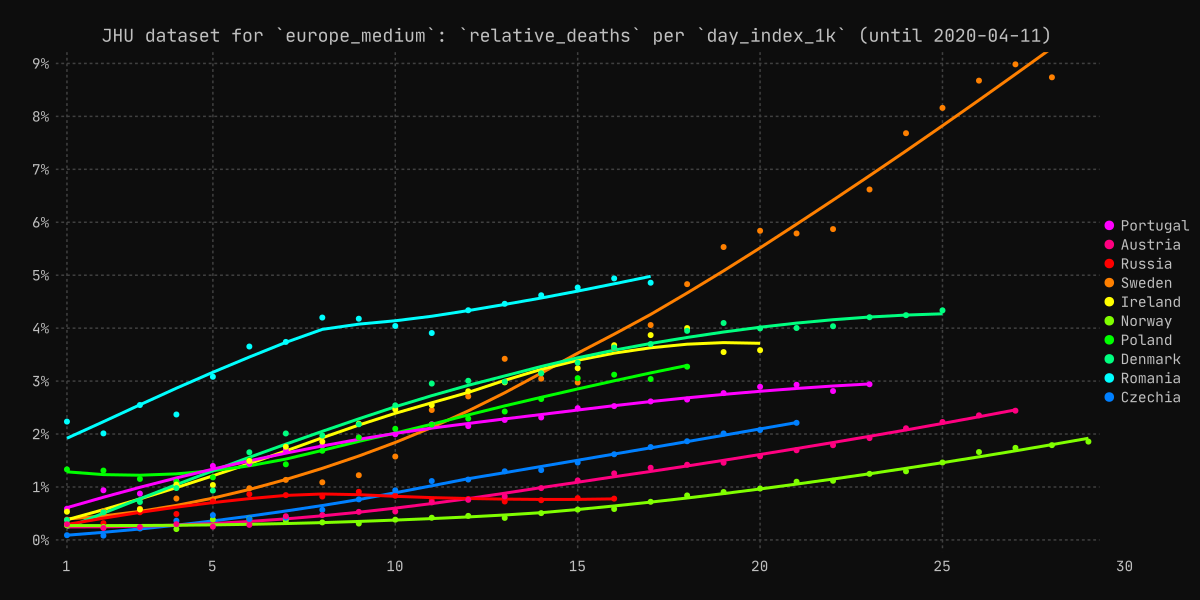 JHU dataset for `europe_medium`: `relative_deaths` per `day_index_1k` (until 2020-04-11)
9%
8%
7%
6%
5%
4%
3%
2%
1%
0%
1 5 10 15 20 25 30
Portugal
Austria
Russia
Sweden
Ireland
Norway
Poland
Denmark
Romania
Czechia